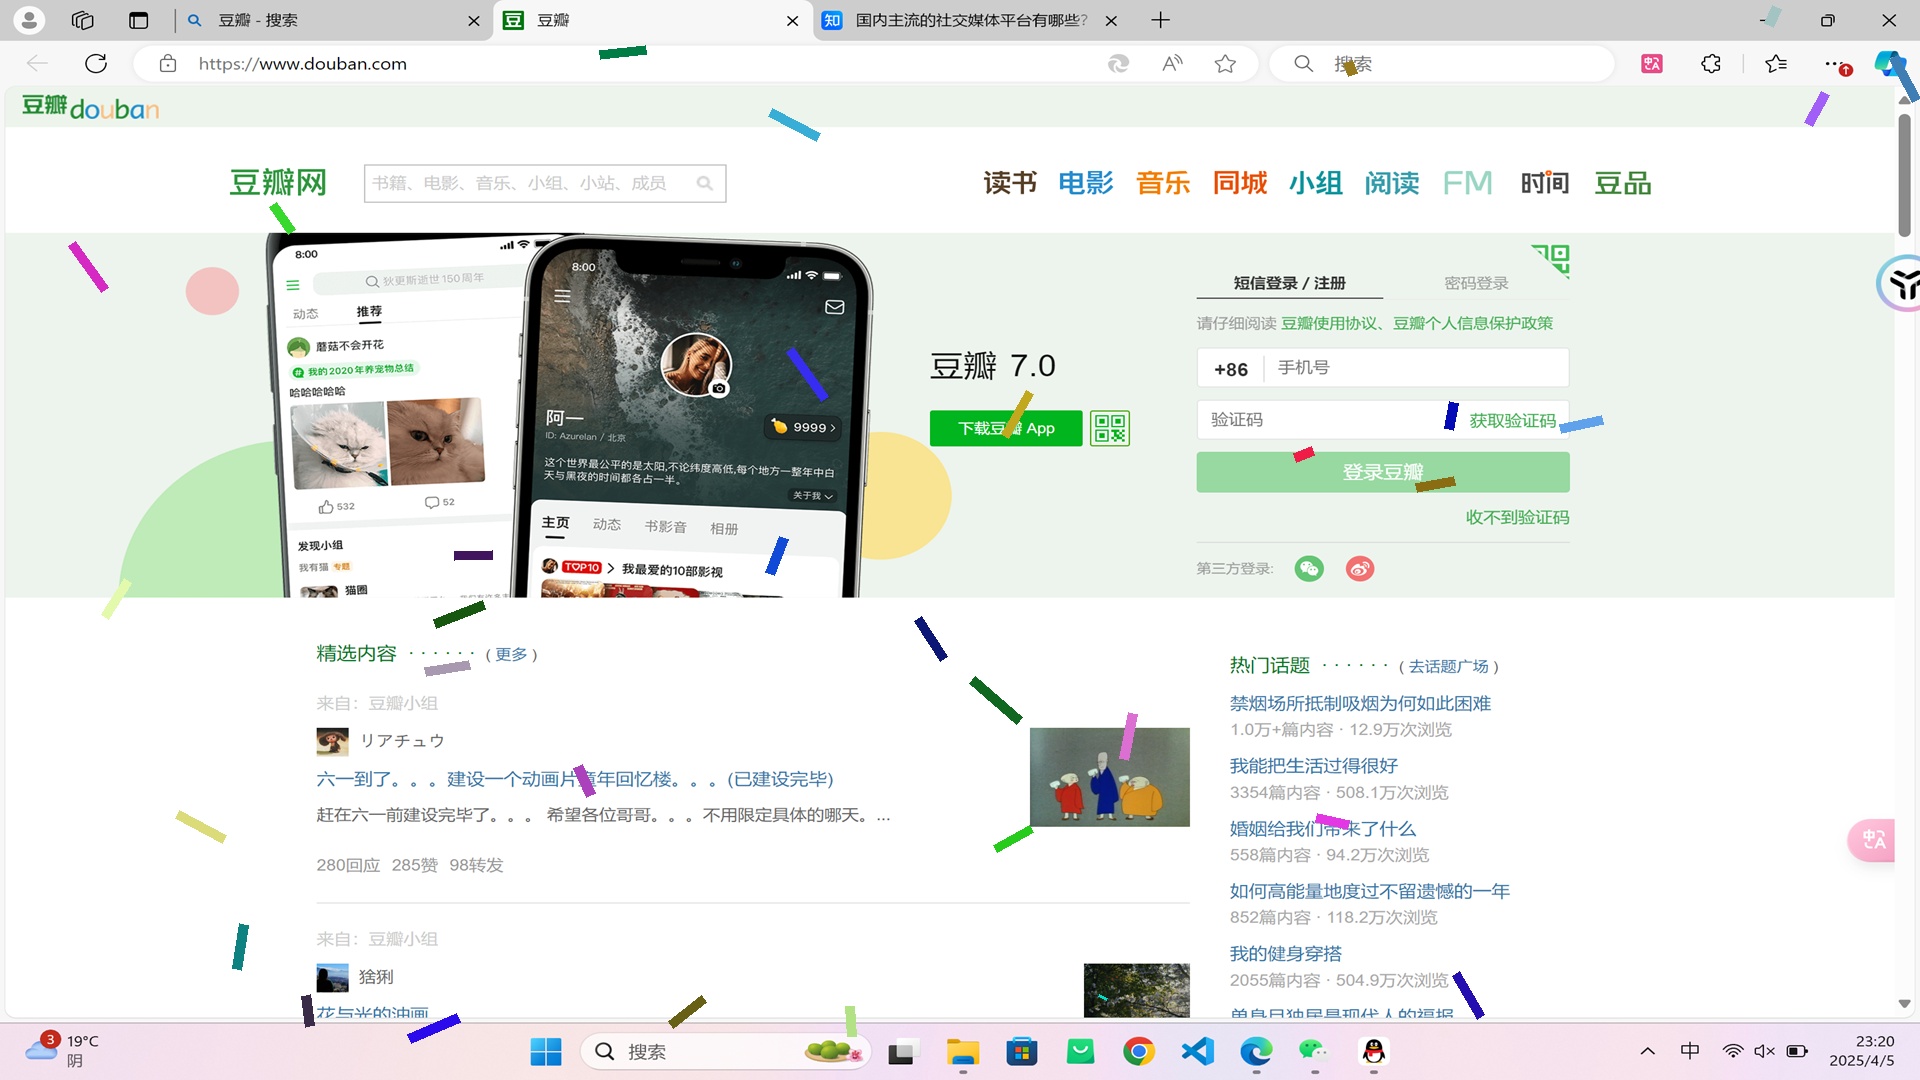 豆瓣 - 搜索
豆瓣
国内主流的社交媒体平台有哪些?
https://www.douban.com
搜索
豆瓣douban
豆瓣网
书籍、电影、音乐、小组、小站、成员
读书 电影 音乐 同城 小组 阅读 FM 时间 豆品
8:00
狄更斯逝世150周年
动态 推荐
蘑菇不会开花
我的2020年养宠物总结
哈哈哈哈哈
532 52
发现小组
我有猫 专题
猫圈
8:00
阿一
ID: Azurelan / 北京
9999
这个世界最公平的是太阳,不论纬度高低,每个地方一整年中白
天与黑夜的时间都各占一半。
关于我
主页 动态 书影音 相册
TOP10 我最爱的10部影视
豆瓣 7.0
下载豆瓣 App
短信登录 / 注册 密码登录
请仔细阅读 豆瓣使用协议、豆瓣个人信息保护政策
+86 手机号
验证码 获取验证码
登录豆瓣
收不到验证码
第三方登录:
精选内容 · · · · · · ( 更多 )
来自：豆瓣小组
リアチュウ
六一到了。。。建设一个动画片童年回忆楼。。。(已建设完毕)
赶在六一前建设完毕了。。。 希望各位哥哥。。。不用限定具体的哪天。...
280回应 285赞 98转发
来自：豆瓣小组
猞猁
花与光的油画
热门话题 · · · · · · ( 去话题广场 )
禁烟场所抵制吸烟为何如此困难
1.0万+篇内容 · 12.9万次浏览
我能把生活过得很好
3354篇内容 · 508.1万次浏览
婚姻给我们带来了什么
558篇内容 · 94.2万次浏览
如何高能量地度过不留遗憾的一年
852篇内容 · 118.2万次浏览
我的健身穿搭
2055篇内容 · 504.9万次浏览
单身且独居是现代人的福报
3
19°C
阴
搜索
中
23:20
2025/4/5